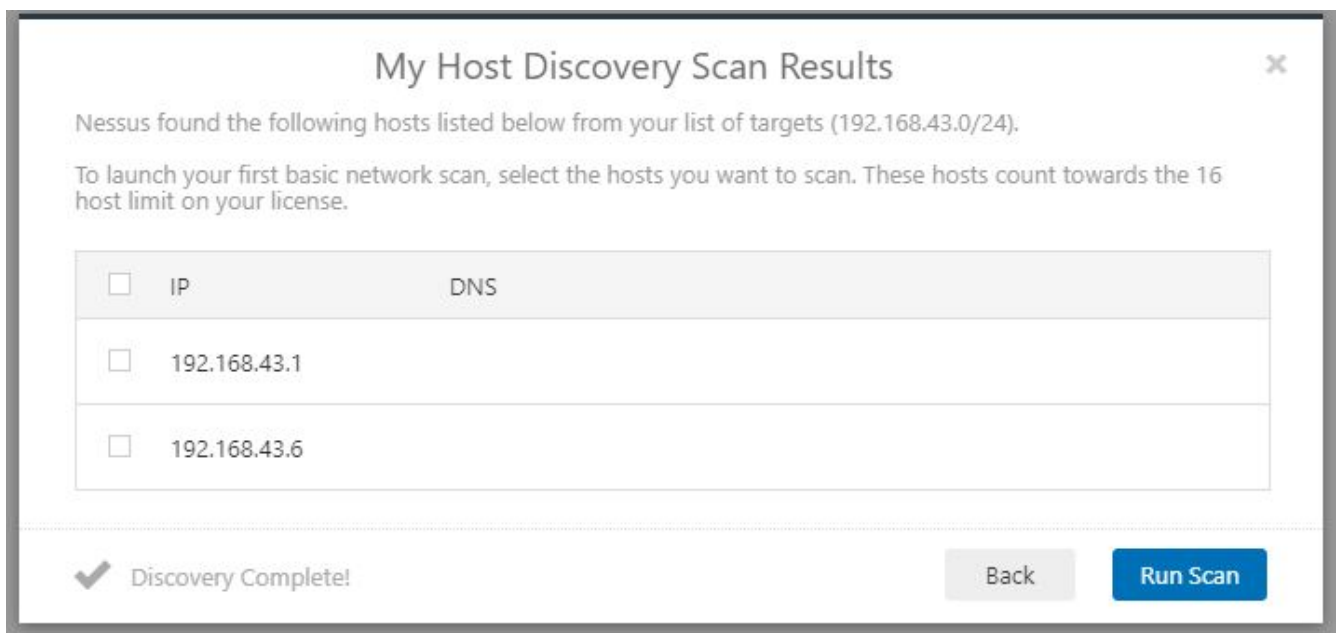 My Host Discovery Scan Results
Nessus found the following hosts listed below from your list of targets (192.168.43.0/24).
To launch your first basic network scan, select the hosts you want to scan. These hosts count towards the 16
host limit on your license.
IP DNS
192.168.43.1
192.168.43.6
Discovery Complete! Back Run Scan